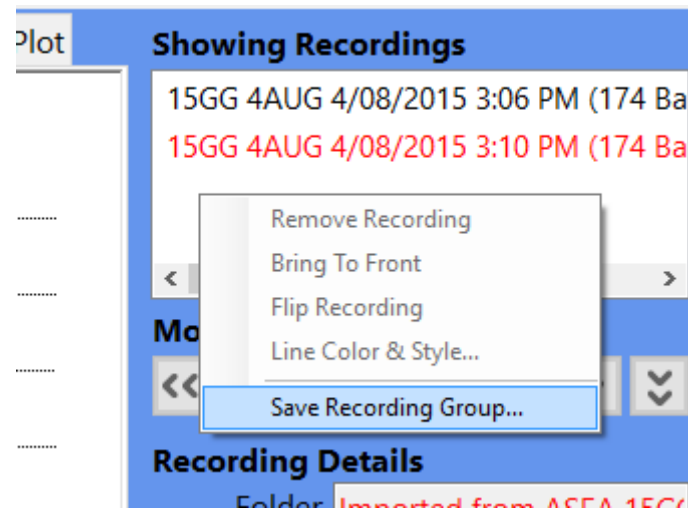 Plot
Showing Recordings
15GG 4AUG 4/08/2015 3:06 PM (174 Ba
15GG 4AUG 4/08/2015 3:10 PM (174 Ba
Remove Recording
Bring To Front
Flip Recording
Line Color & Style...
Mo
Save Recording Group...
Recording Details
Folder Imported from ASEA 15G